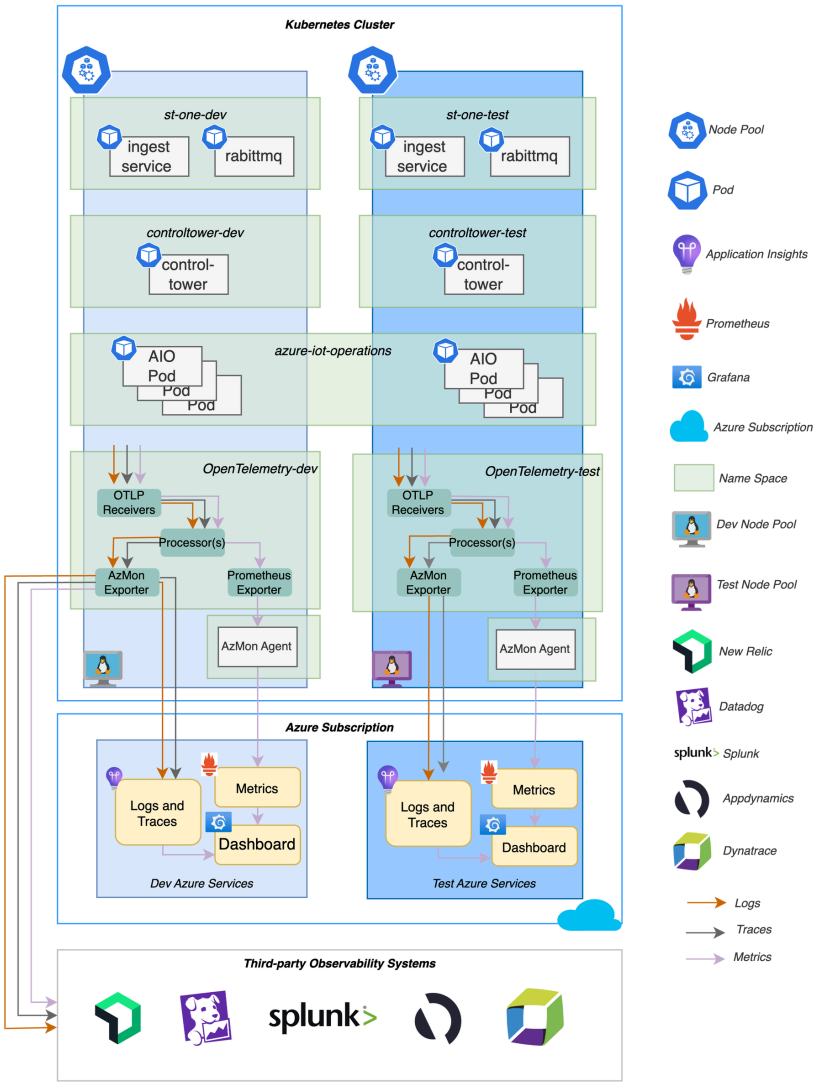 Kubernetes Cluster
st-one-dev
ingest
service
rabittmq
st-one-test
ingest
service
rabittmq
controltower-dev
control-
tower
controltower-test
control-
tower
azure-iot-operations
AIO
Pod
Pod
Pod
AIO
Pod
Pod
Pod
OpenTelemetry-dev
OTLP
Receivers
Processor(s)
AzMon
Exporter
Prometheus
Exporter
AzMon Agent
OpenTelemetry-test
OTLP
Receivers
Processor(s)
AzMon
Exporter
Prometheus
Exporter
AzMon Agent
Azure Subscription
Logs and
Traces
Metrics
Dashboard
Dev Azure Services
Logs and
Traces
Metrics
Dashboard
Test Azure Services
Third-party Observability Systems
splunk>
Node Pool
Pod
Application Insights
Prometheus
Grafana
Azure Subscription
Name Space
Dev Node Pool
Test Node Pool
New Relic
Datadog
splunk> Splunk
Appdynamics
Dynatrace
Logs
Traces
Metrics